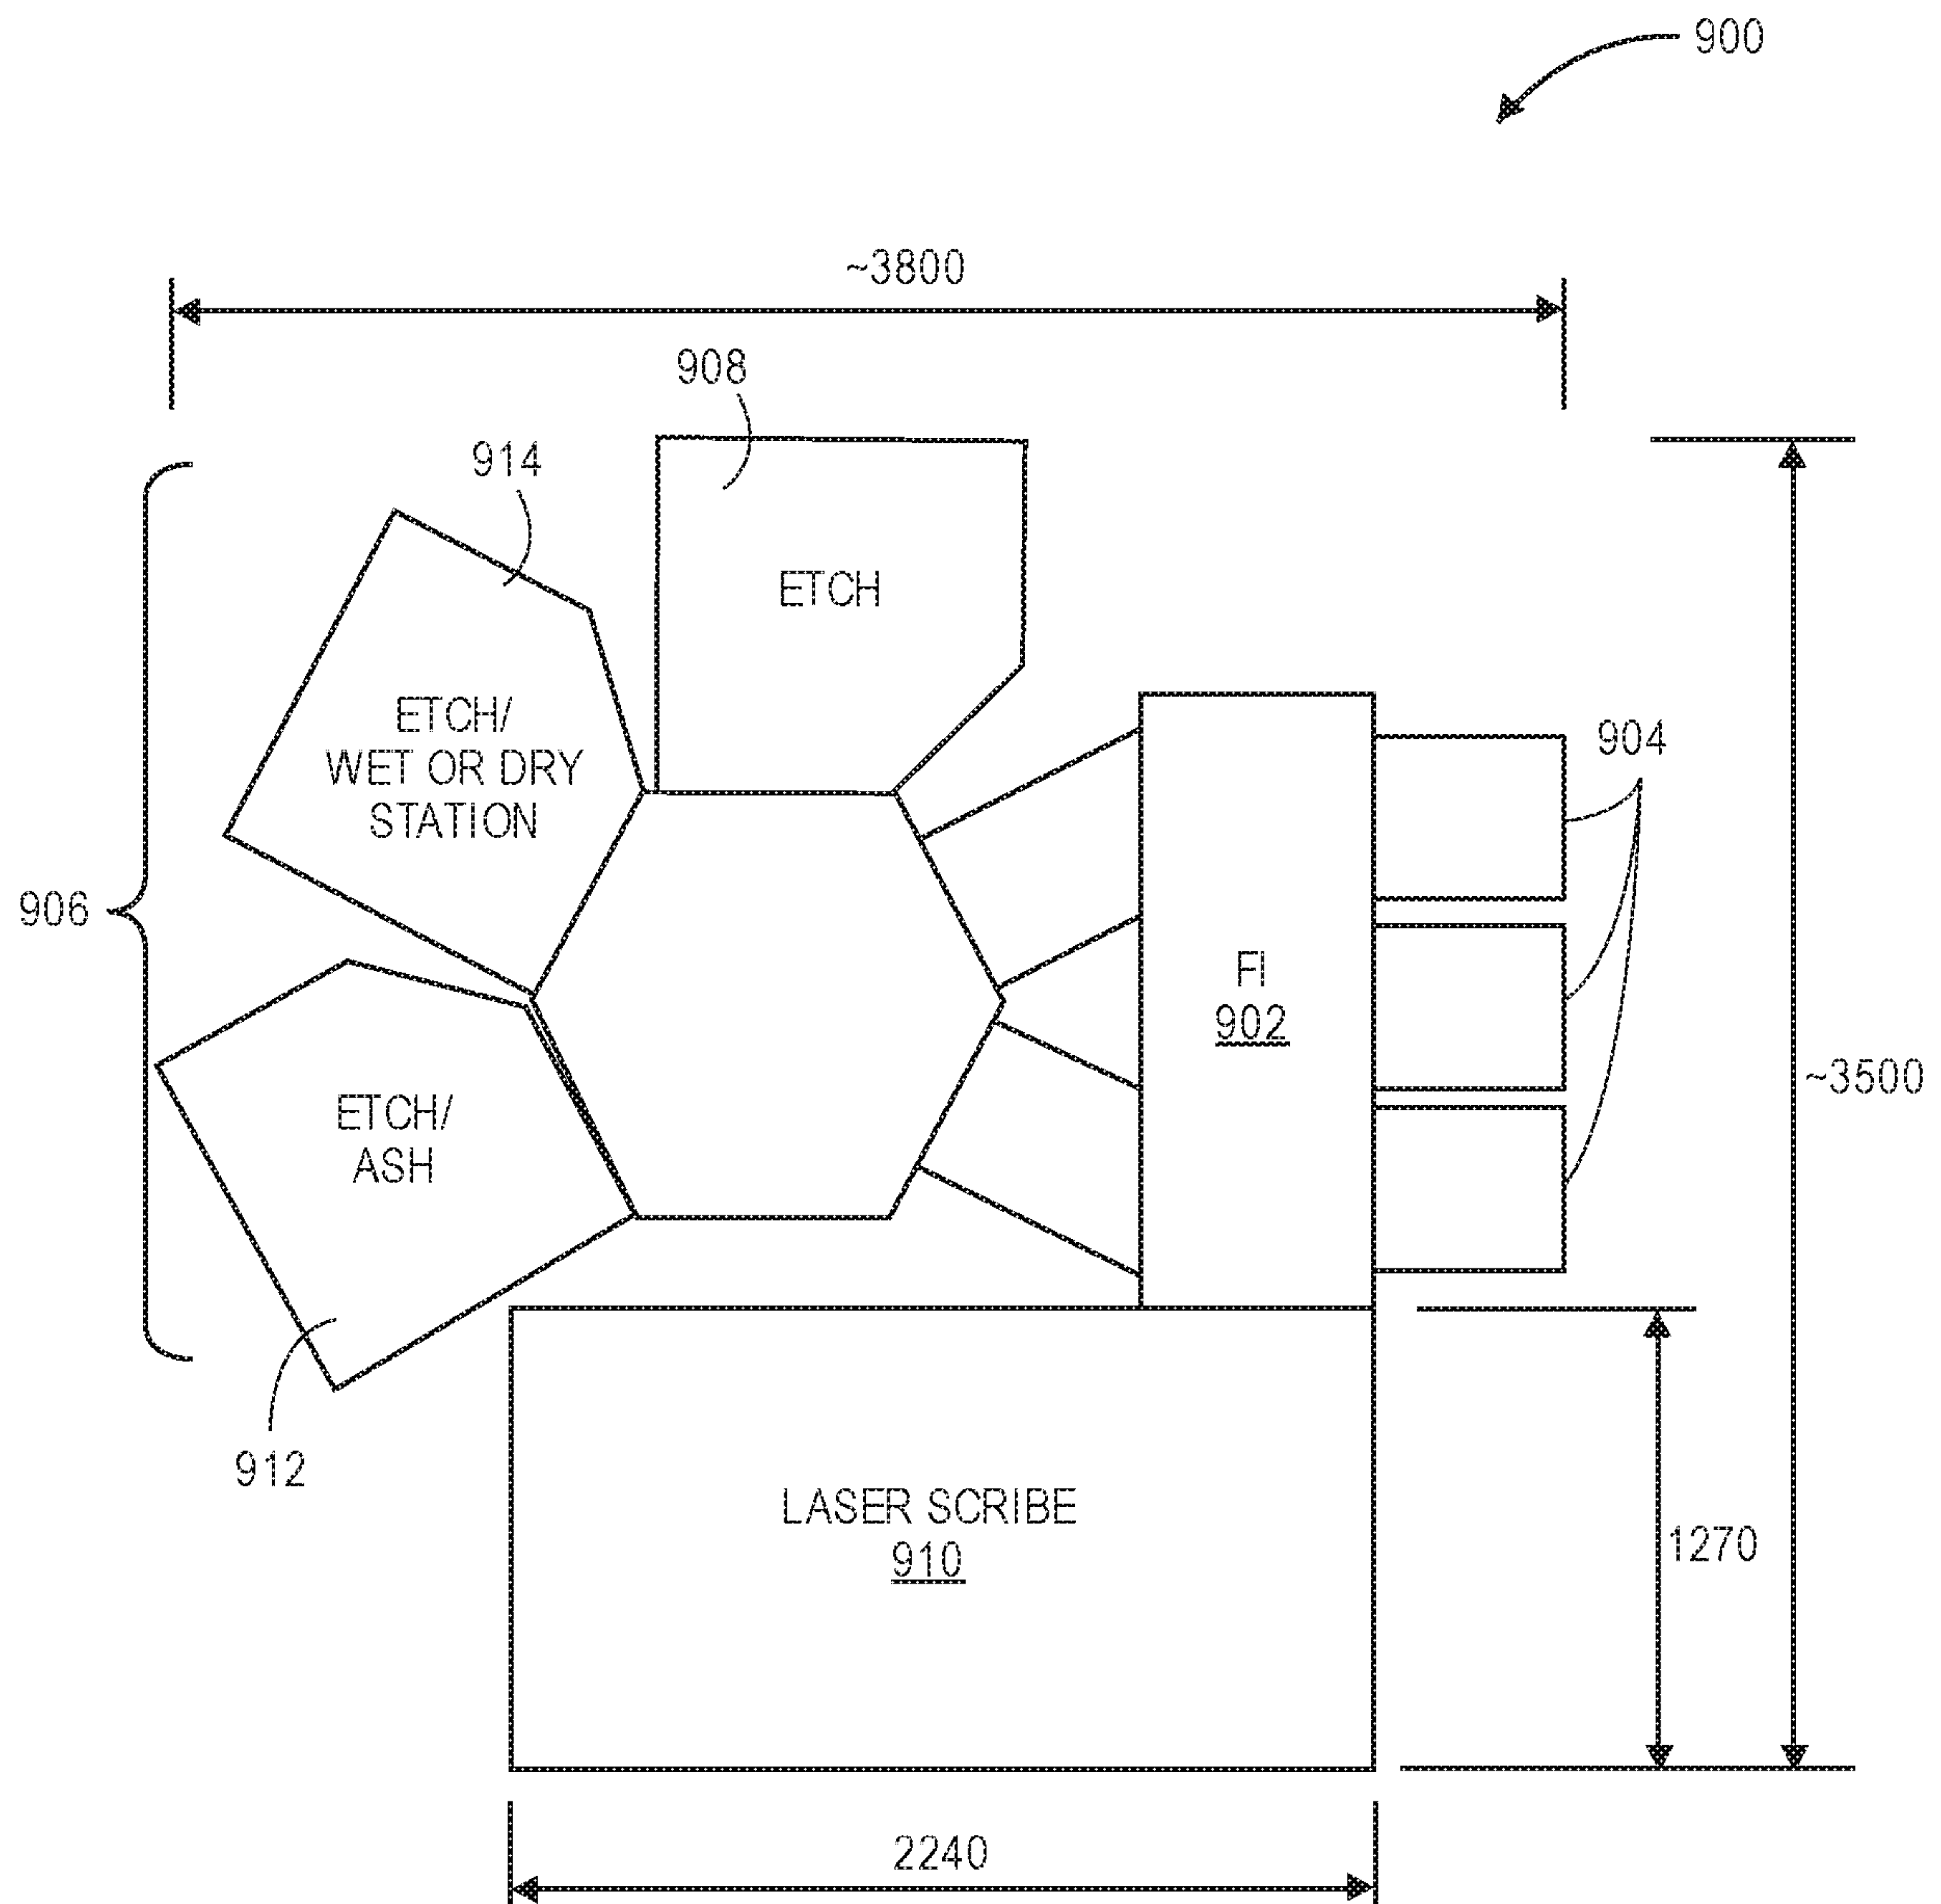 900
~3800
908
914
ETCH
ETCH/
WET OR DRY
STATION
904
906
FI
902
~3500
ETCH/
ASH
912
LASER SCRIBE
910
1270
2240